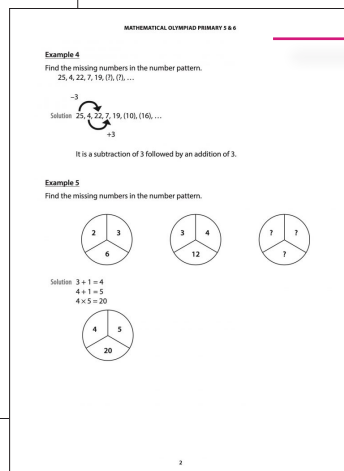 MATHEMATICAL OLYMPIAD PRIMARY 5 & 6
Example 4
Find the missing numbers in the number pattern.
25, 4, 22, 7, 19, (?), (?), …
–3
Solution 25, 4, 22, 7, 19, (10), (16), …
+3
It is a subtraction of 3 followed by an addition of 3.
Example 5
Find the missing numbers in the number pattern.
2 3 3 4 ? ?
6 12 ?
Solution 3 + 1 = 4
4 + 1 = 5
4 × 5 = 20
4 5
20
2